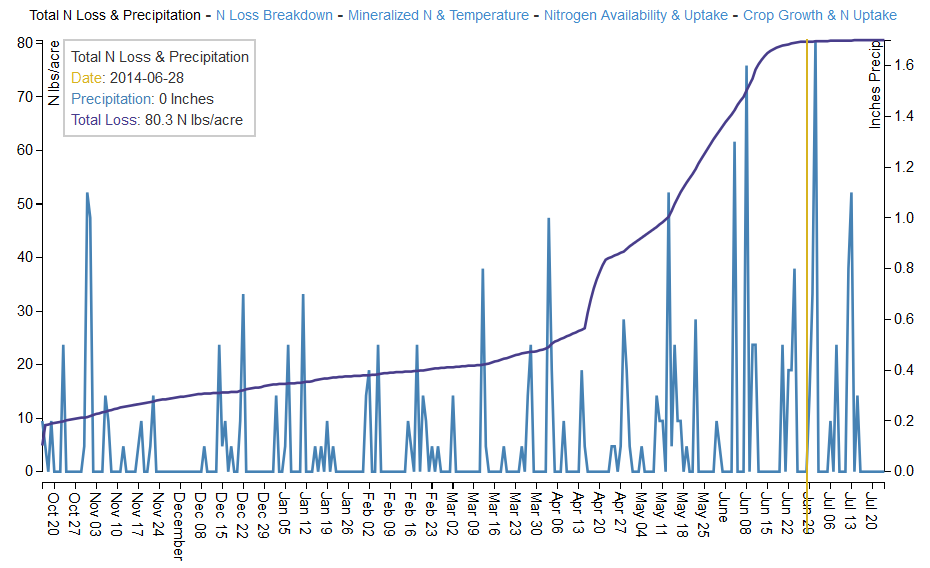 Total N Loss & Precipitation - N Loss Breakdown - Mineralized N & Temperature - Nitrogen Availability & Uptake - Crop Growth & N Uptake
N lbs/acre
80
70
60
50
40
30
20
10
0
Total N Loss & Precipitation
Date: 2014-06-28
Precipitation: 0 Inches
Total Loss: 80.3 N lbs/acre
Inches Precip
1.6
1.4
1.2
1.0
0.8
0.6
0.4
0.2
0.0
Oct 20
Oct 27
Nov 03
Nov 10
Nov 17
Nov 24
December
Dec 08
Dec 15
Dec 22
Dec 29
Jan 05
Jan 12
Jan 19
Jan 26
Feb 02
Feb 09
Feb 16
Feb 23
Mar 02
Mar 09
Mar 16
Mar 23
Mar 30
Apr 06
Apr 13
Apr 20
Apr 27
May 04
May 11
May 18
May 25
June
Jun 08
Jun 15
Jun 22
Jun 29
Jul 06
Jul 13
Jul 20